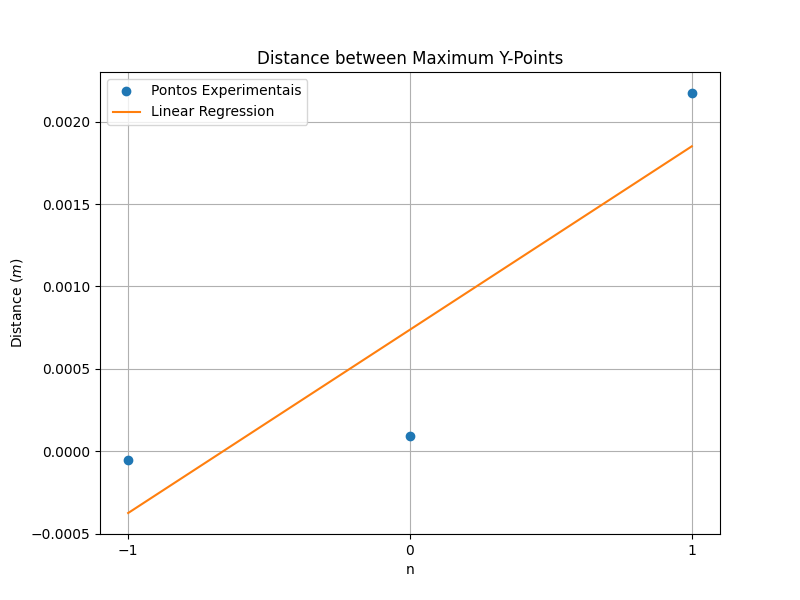 Distance between Maximum Y-Points
Pontos Experimentais
Linear Regression
0.0020
0.0015
0.0010
0.0005
0.0000
−0.0005
Distance (m)
−1 0 1
n